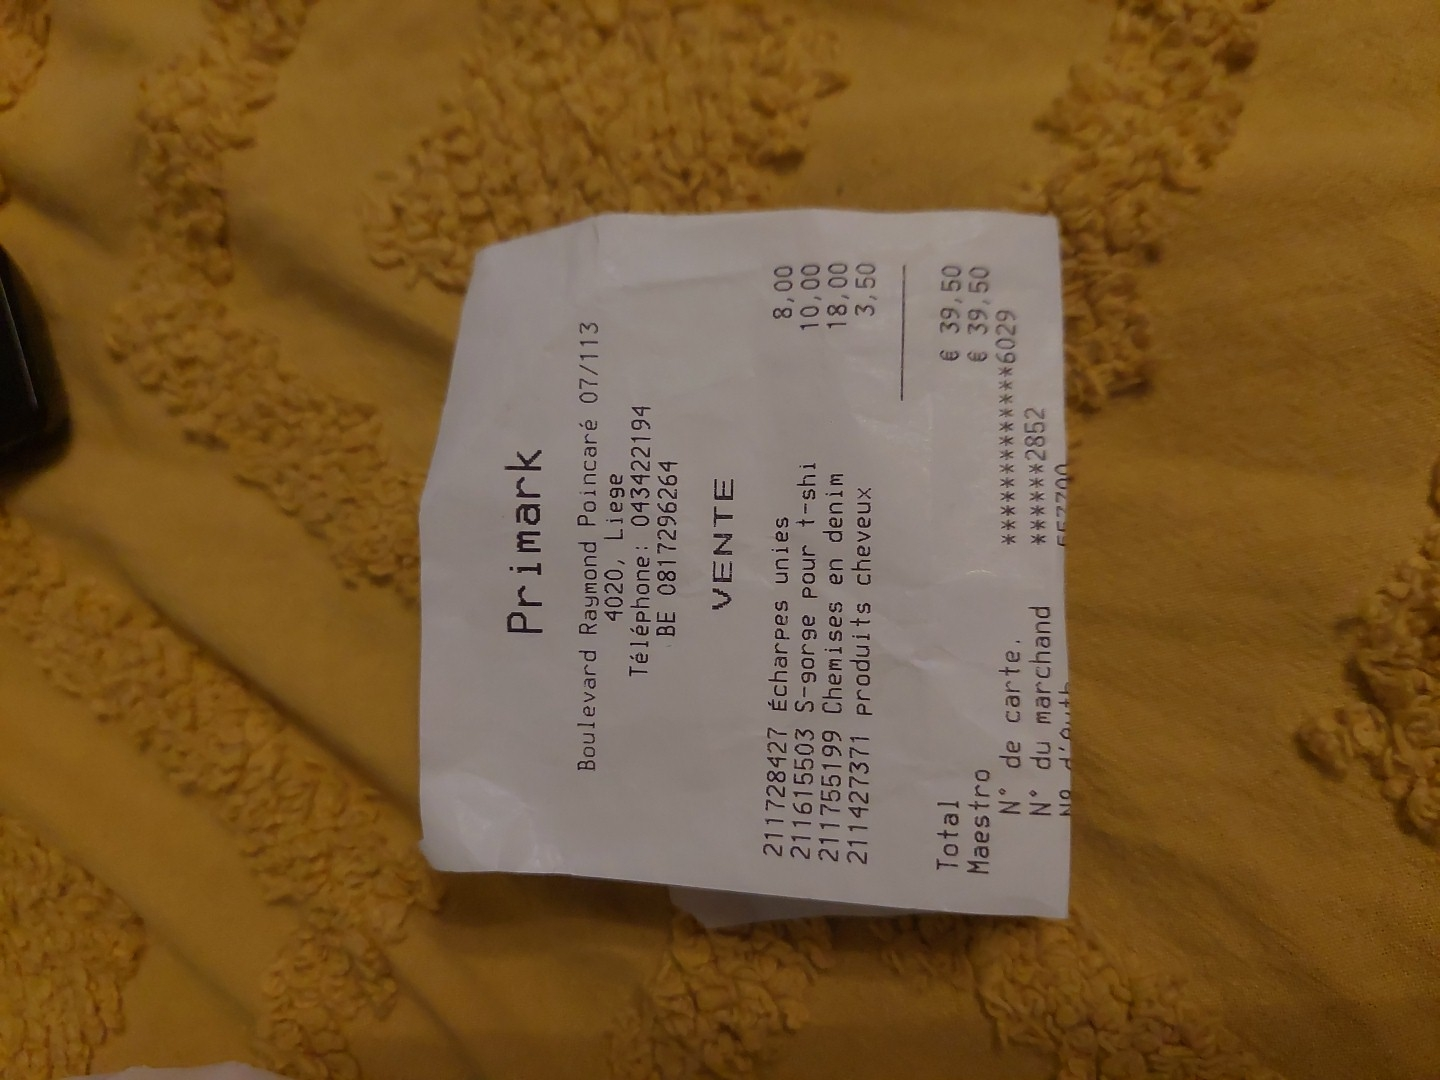 Primark
Boulevard Raymond Poincaré 07/113
4020, Liege
Téléphone: 043422194
BE 0817296264
VENTE
211728427 Écharpes unies 8,00
211615503 S-gorge pour t-shi 10,00
211755199 Chemises en denim 18,00
211427371 produits cheveux 3,50
Total € 39,50
Maestro € 39,50
N° de carte. ************6029
N° du marchand ******2852